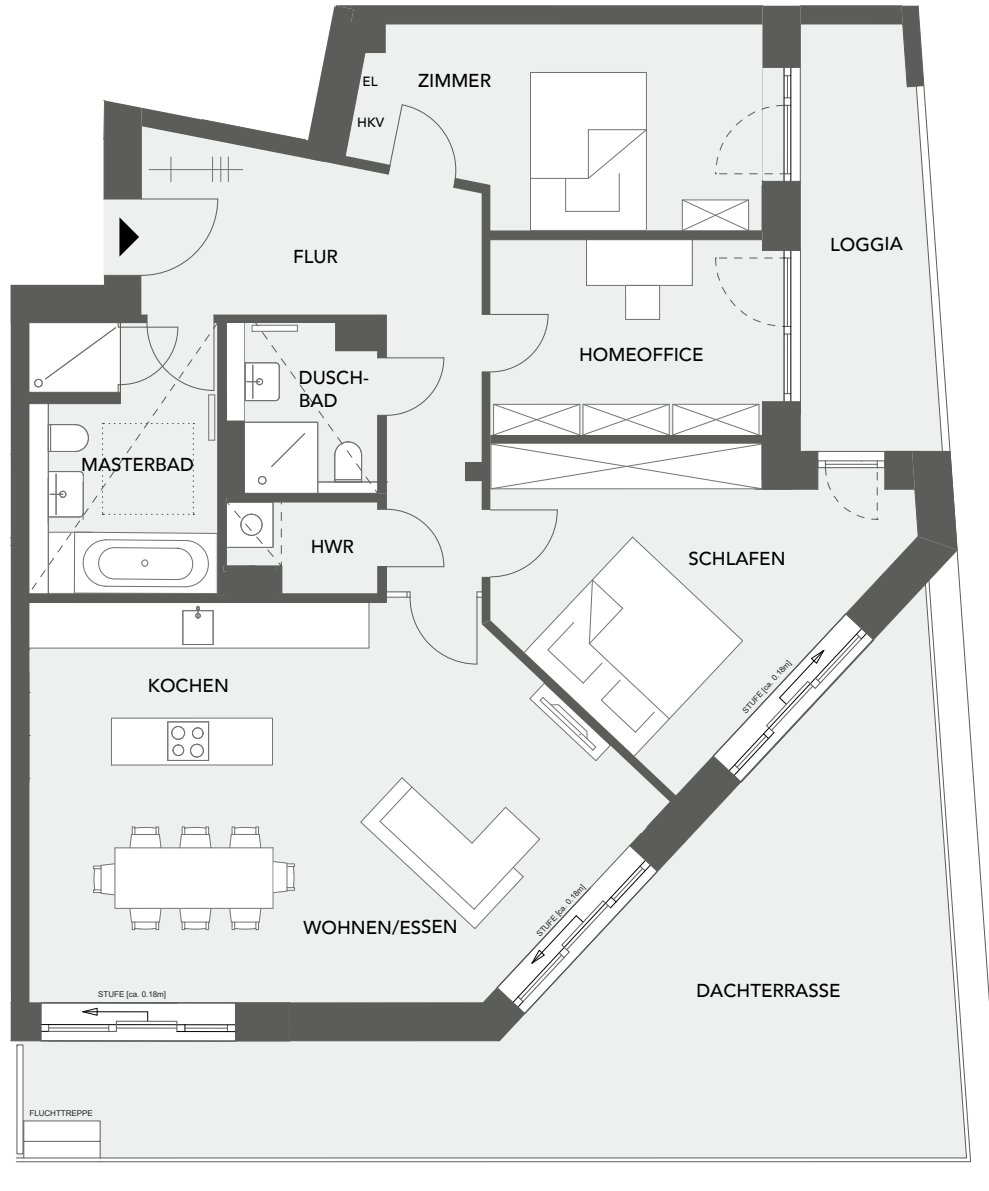 EL
ZIMMER
HKV
FLUR
LOGGIA
HOMEOFFICE
DUSCH-
BAD
MASTERBAD
HWR
SCHLAFEN
KOCHEN
STUFE [ca. 0.18m]
STUFE [ca. 0.18m]
WOHNEN/ESSEN
STUFE [ca. 0.18m]
DACHTERRASSE
FLUCHTTREPPE